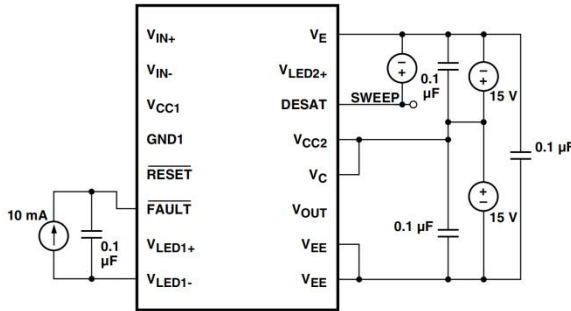 V_IN+
V_IN-
V_CC1
GND1
RESET
FAULT
V_LED1+
V_LED1-
V_E
V_LED2+
DESAT
V_CC2
V_C
V_OUT
V_EE
V_EE
10 mA
0.1
µF
SWEEP
0.1
µF
15 V
0.1 µF
15 V
0.1 µF